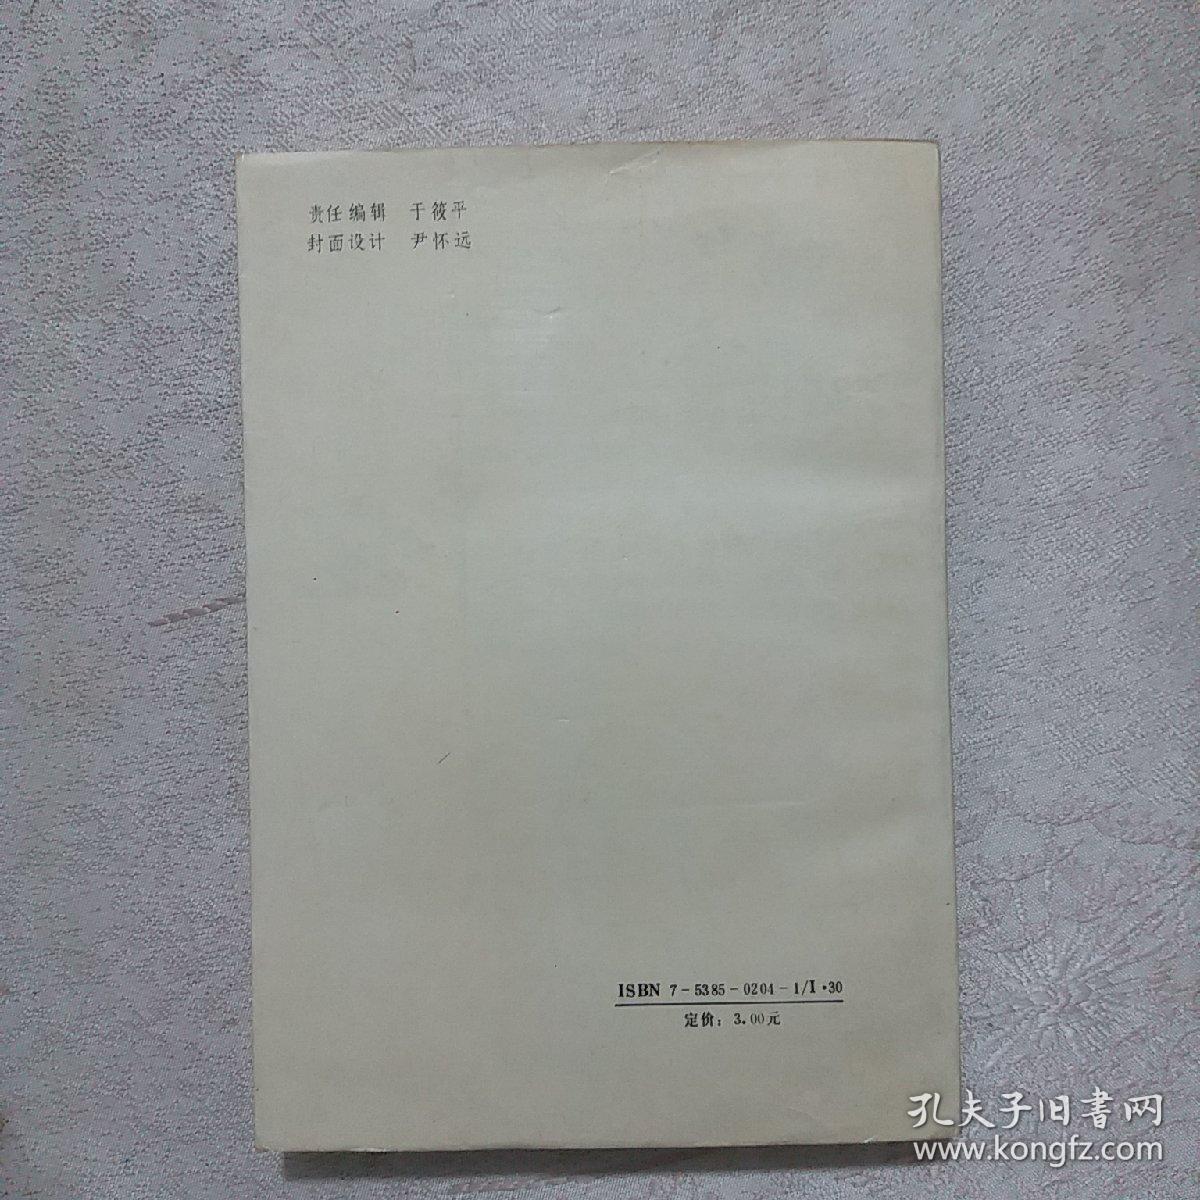 责任编辑 于筱平
封面设计 尹怀远
ISBN 7-5385-0204-1/I·30
定价: 3.00元
孔夫子旧書网
www.kongfz.com